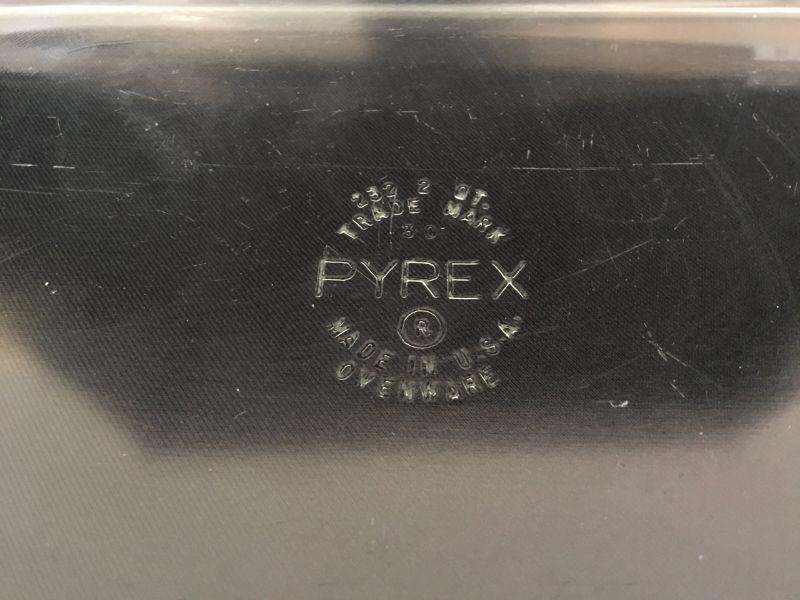 232 2 QT.
TRADE MARK
30
PYREX
®
MADE IN U.S.A.
OVENWARE